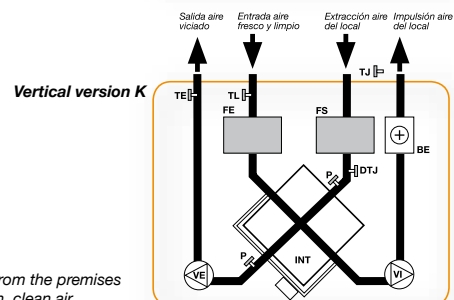 Salida aire viciado
Entrada aire fresco y limpio
Extracción aire del local
Impulsión aire del local
TJ
Vertical version K
TE
TL
FE
FS
BE
P
DTJ
P
INT
VE
VI
from the premises
clean air